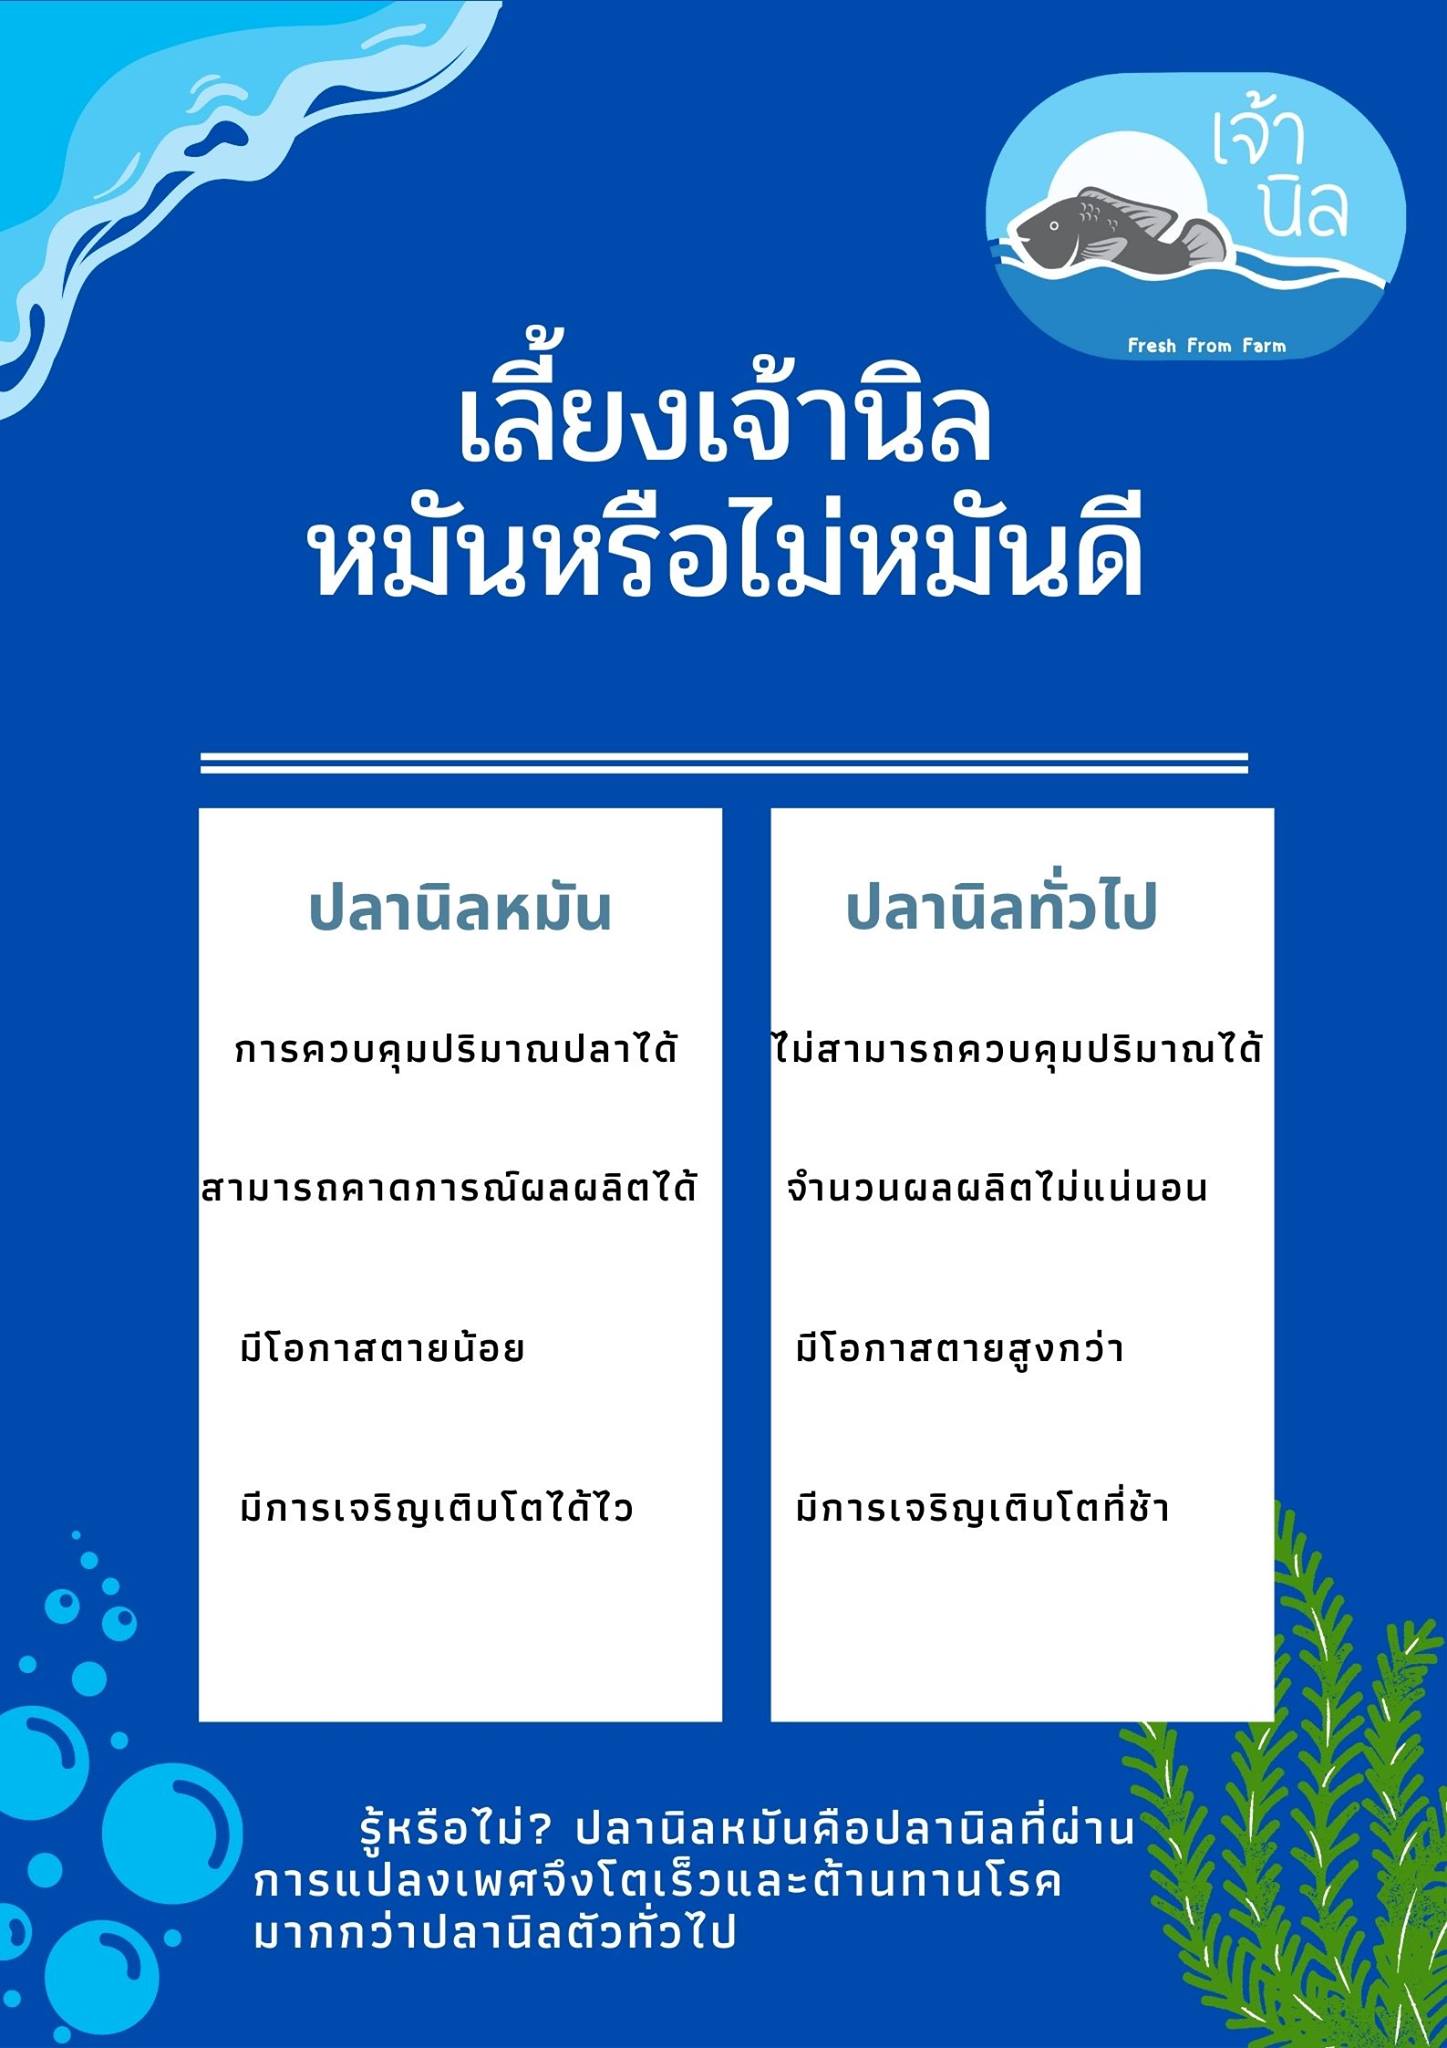 เจ้า
นิล
Fresh From Farm
เลี้ยงเจ้านิล
หมันหรือไม่หมันดี
ปลานิลหมัน
การควบคุมปริมาณปลาได้
สามารถคาดการณ์ผลผลิตได้
มีโอกาสตายน้อย
มีการเจริญเติบโตได้ไว
ปลานิลทั่วไป
ไม่สามารถควบคุมปริมาณได้
จำนวนผลผลิตไม่แน่นอน
มีโอกาสตายสูงกว่า
มีการเจริญเติบโตที่ช้า
รู้หรือไม่? ปลานิลหมันคือปลานิลที่ผ่าน
การแปลงเพศจึงโตเร็วและต้านทานโรค
มากกว่าปลานิลตัวทั่วไป